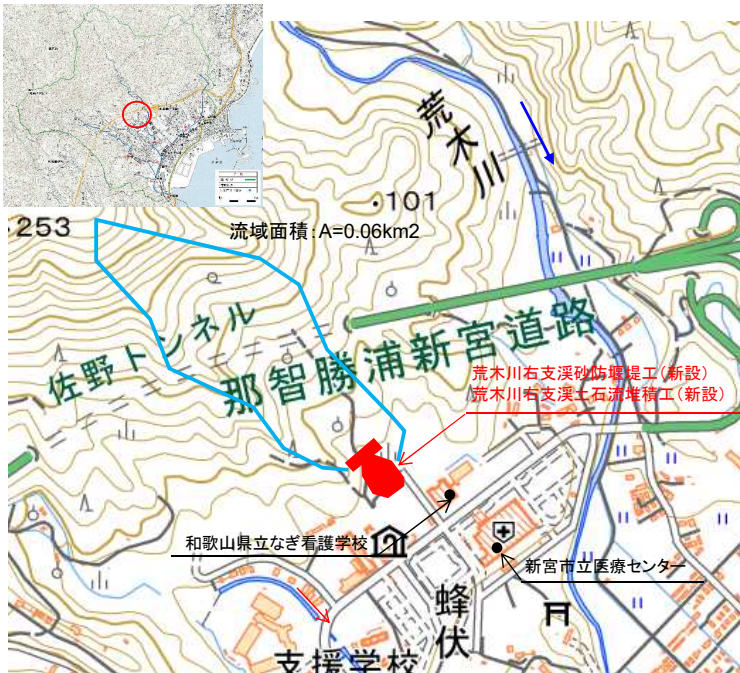 荒木川
・101
・253
流域面積:A=0.06km2
佐野トンネル
那智勝浦新宮道路
荒木川右支渓砂防堰堤工(新設)
荒木川右支渓土石流堆積工(新設)
和歌山県立なぎ看護学校
新宮市立医療センター
蜂伏
支援学校